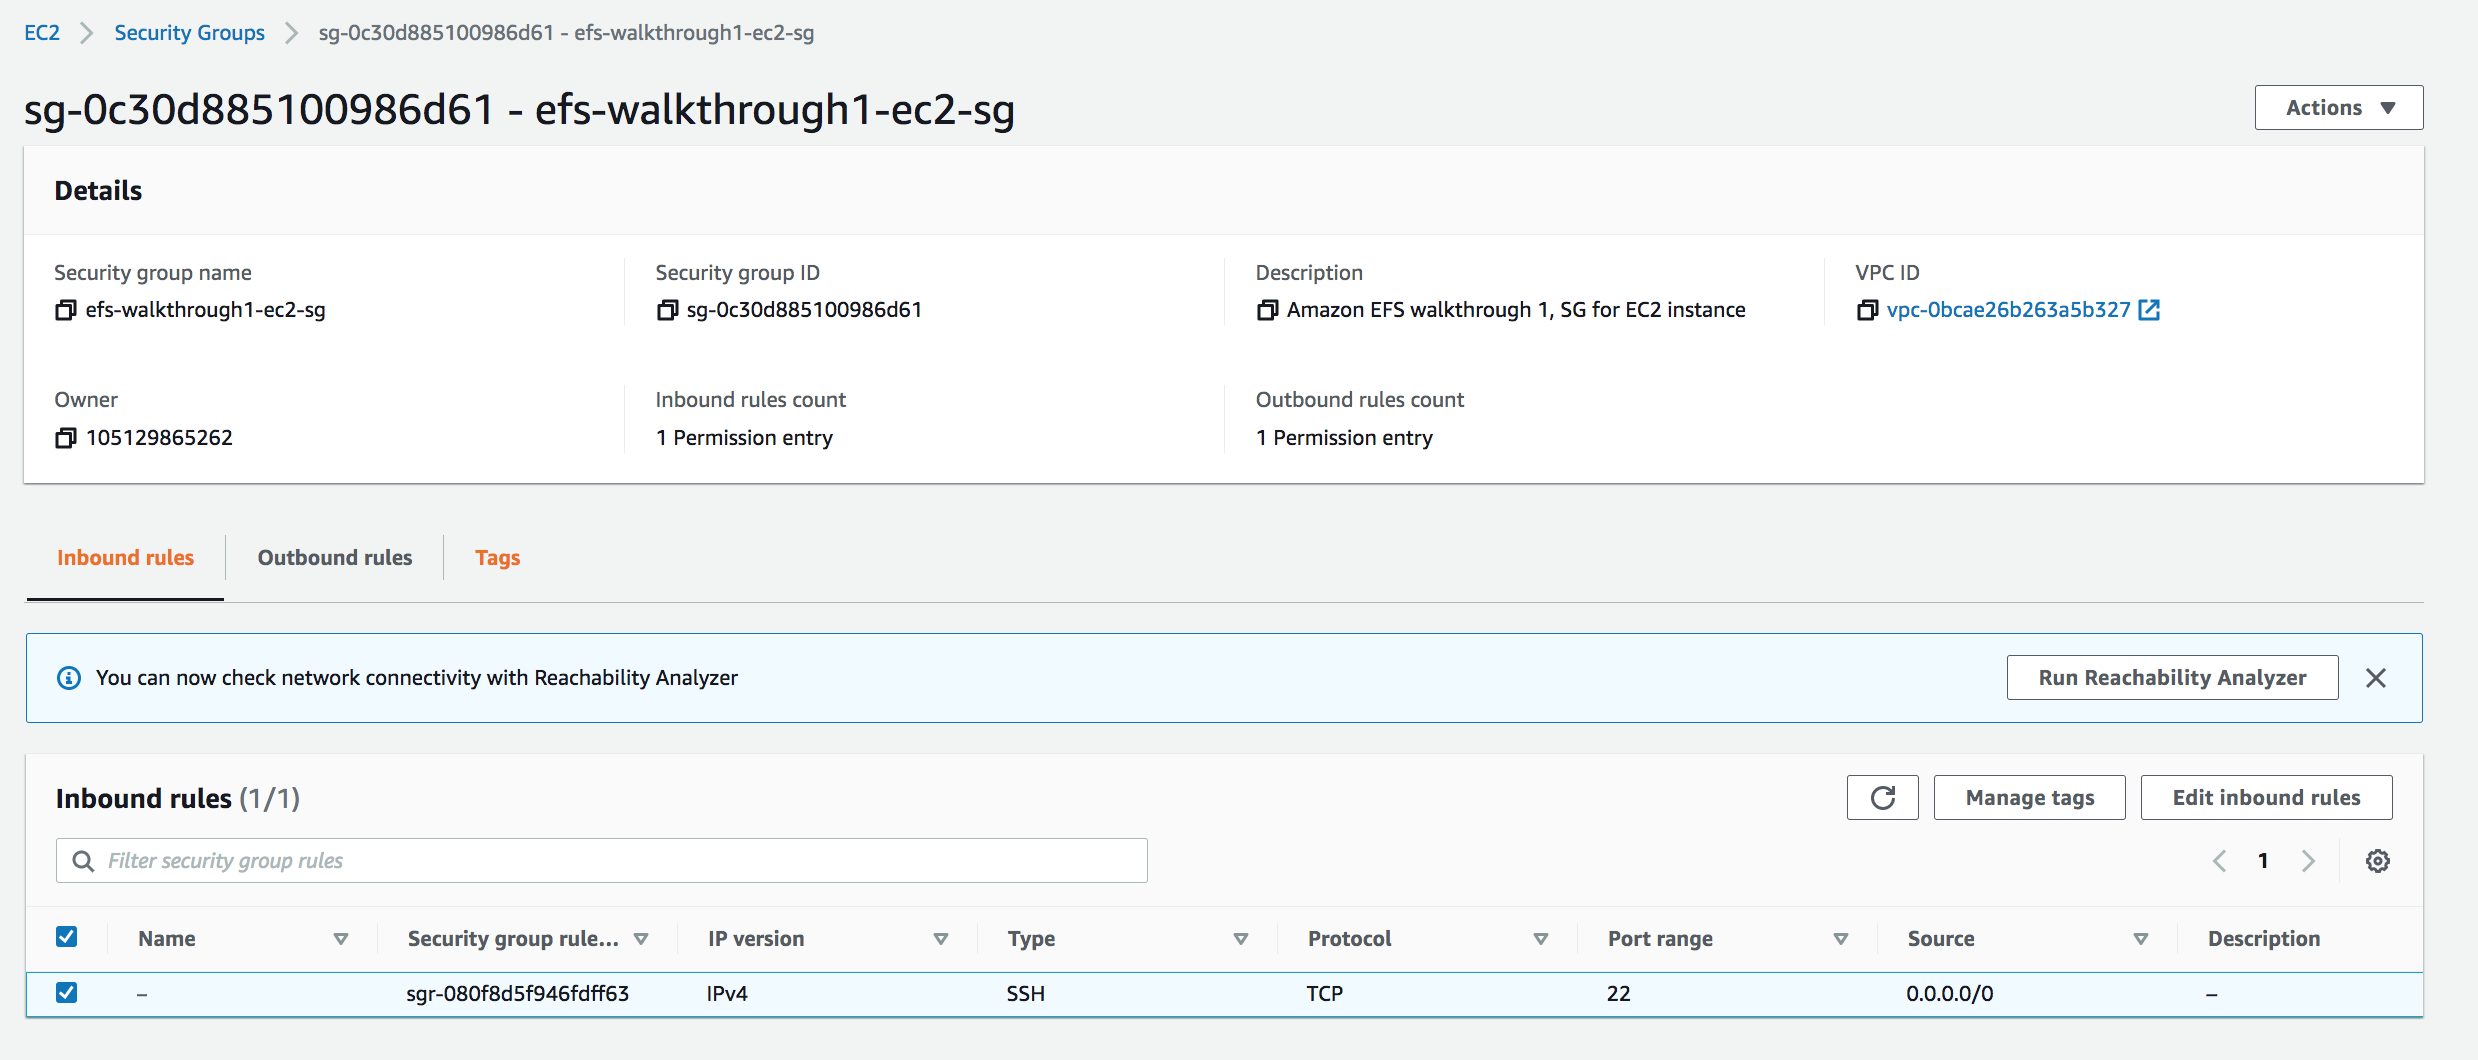 EC2 > Security Groups > sg-0c30d885100986d61 - efs-walkthrough1-ec2-sg
sg-0c30d885100986d61 - efs-walkthrough1-ec2-sg
Actions
Details
Security group name
efs-walkthrough1-ec2-sg
Security group ID
sg-0c30d885100986d61
Description
Amazon EFS walkthrough 1, SG for EC2 instance
VPC ID
vpc-0bcae26b263a5b327
Owner
105129865262
Inbound rules count
1 Permission entry
Outbound rules count
1 Permission entry
Inbound rules
Outbound rules
Tags
You can now check network connectivity with Reachability Analyzer
Run Reachability Analyzer
Inbound rules (1/1)
Manage tags
Edit inbound rules
Filter security group rules
1
Name Security group rule... IP version Type Protocol Port range Source Description
– sgr-080f8d5f946fdff63 IPv4 SSH TCP 22 0.0.0.0/0 –